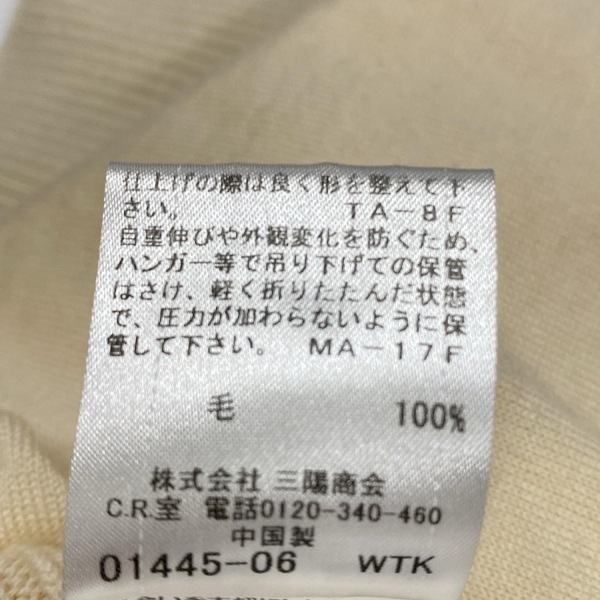 仕上げの際は良く形を整えて下
さい。 TA-8F
自重伸びや外観変化を防ぐため、
ハンガー等で吊り下げての保管
はさけ、軽く折りたたんだ状態
で、圧力が加わらないように保
管して下さい。 MA-17F
毛 100%
株式会社 三陽商会
C.R.室 電話0120-340-460
中国製
01445-06 WTK